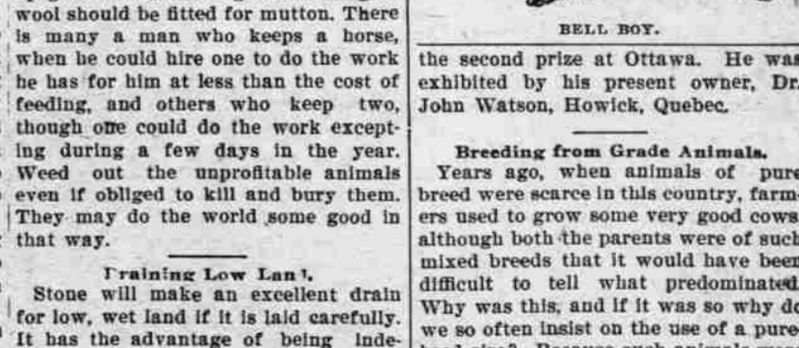 wool should be fitted for mutton. There
is many a man who keeps a horse,
when he could hire one to do the work
he has for him at less than the cost of
feeding, and others who keep two,
though one could do the work except-
ing during a few days in the year.
Weed out the unprofitable animals
even if obliged to kill and bury them.
They may do the world some good in
that way.
Training Low Land.
Stone will make an excellent drain
for low, wet land if it is laid carefully.
It has the advantage of being inde-
BELL BOY.
the second prize at Ottawa. He was
exhibited by his present owner, Dr.
John Watson, Howick, Quebec.
Breeding from Grade Animals.
Years ago, when animals of pure
breed were scarce in this country, farm-
ers used to grow some very good cows
although both the parents were of such
mixed breeds that it would have been
difficult to tell what predominated.
Why was this, and if it was so why do
we so often insist on the use of a pure